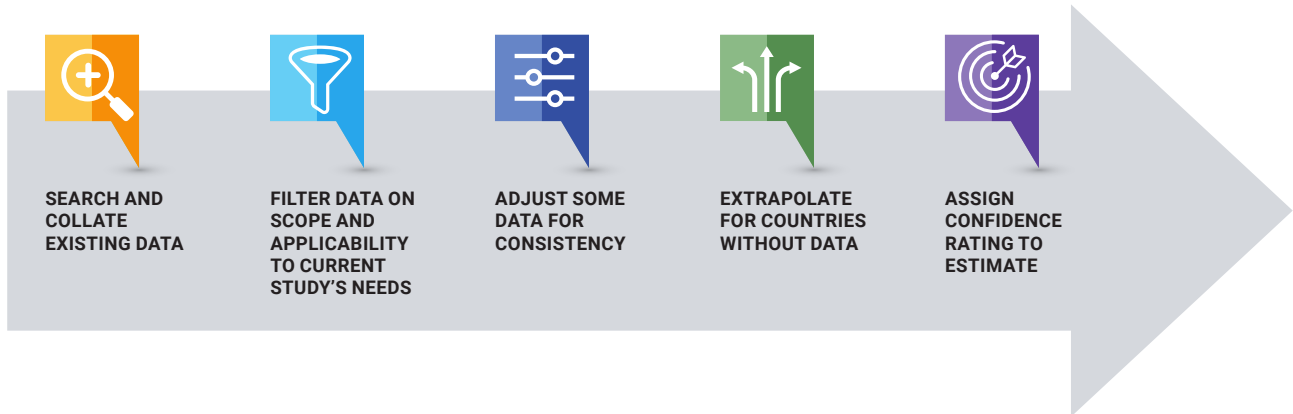 SEARCH AND
COLLATE
EXISTING DATA
FILTER DATA ON
SCOPE AND
APPLICABILITY
TO CURRENT
STUDY’S NEEDS
ADJUST SOME
DATA FOR
CONSISTENCY
EXTRAPOLATE
FOR COUNTRIES
WITHOUT DATA
ASSIGN
CONFIDENCE
RATING TO
ESTIMATE